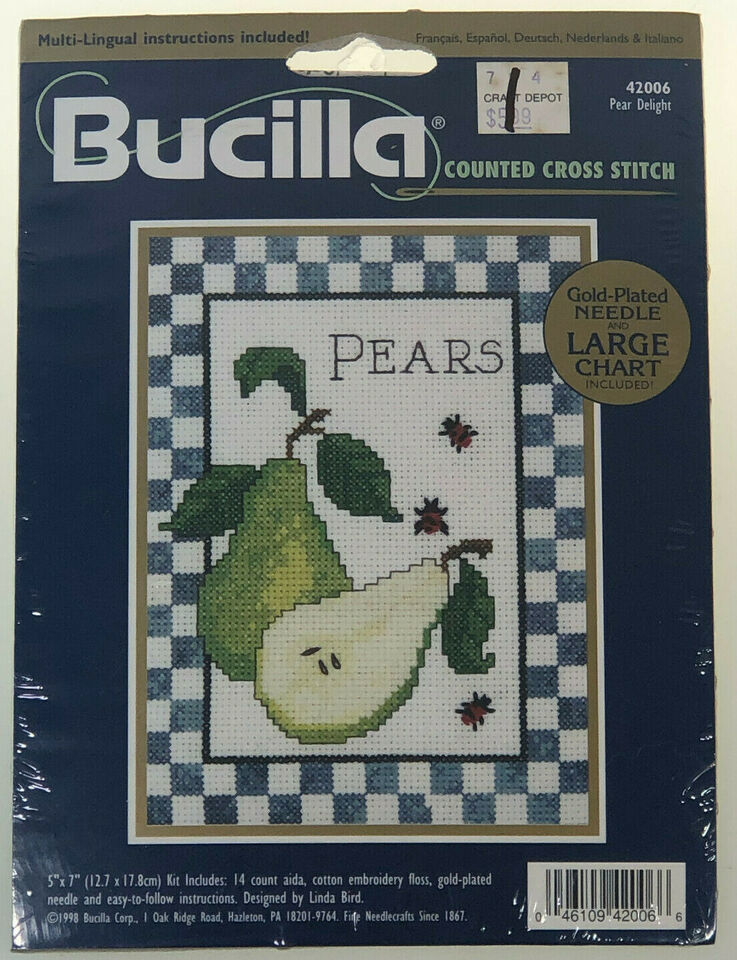 Multi-Lingual instructions included!
Français, Español, Deutsch, Nederlands & Italiano
42006
Pear Delight
7 4
CRAFT DEPOT
Bucilla®
COUNTED CROSS STITCH
Gold-Plated
NEEDLE
AND
LARGE
CHART
INCLUDED!
PEARS
5" x 7" (12.7 x 17.8cm) Kit Includes: 14 count aida, cotton embroidery floss, gold-plated
needle and easy-to-follow instructions. Designed by Linda Bird.
©1998 Bucilla Corp., 1 Oak Ridge Road, Hazleton, PA 18201-9764. Fine Needlecrafts Since 1867.
0 46109 42006 6